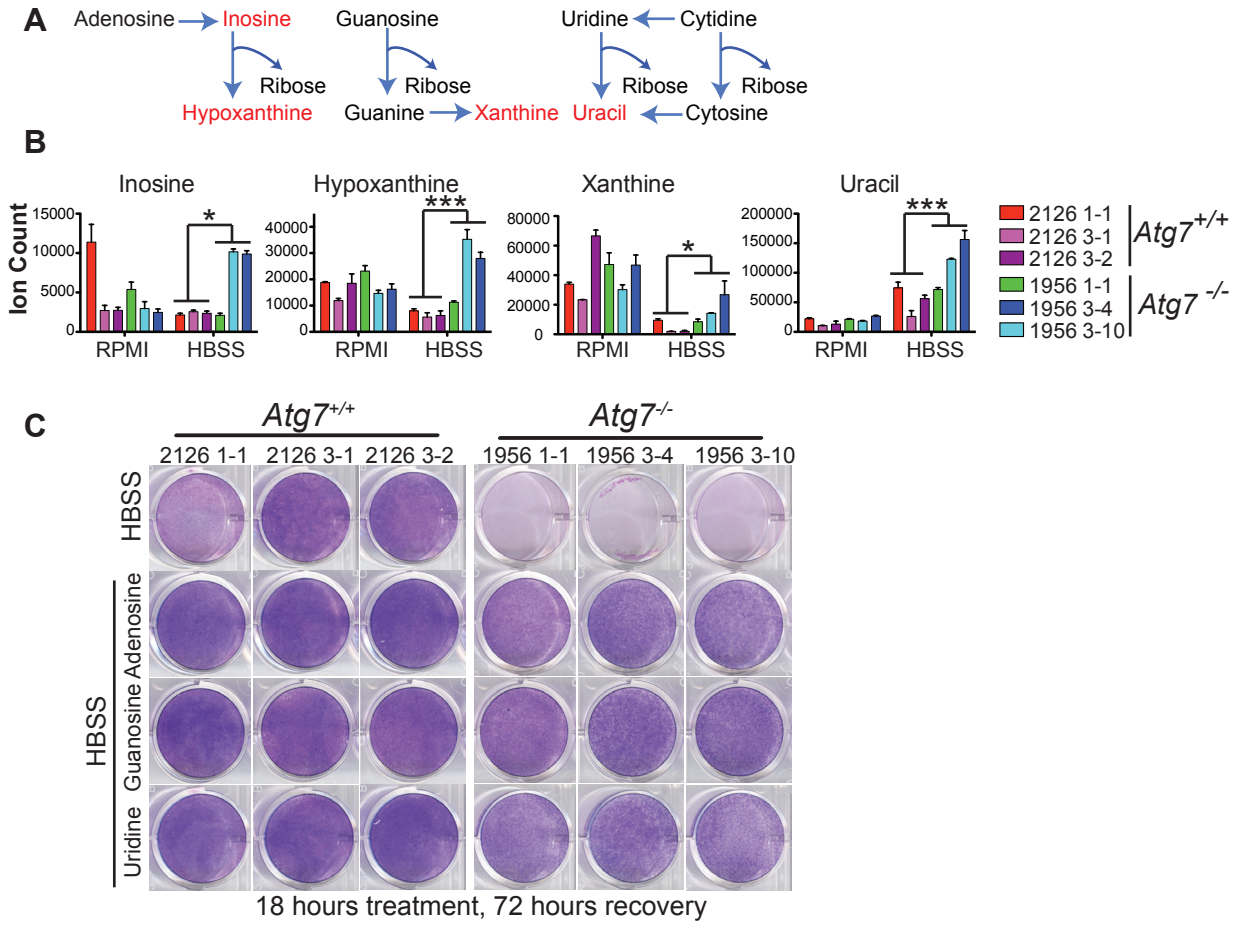 A
Adenosine Inosine Guanosine Uridine Cytidine
Ribose Ribose Ribose Ribose
Hypoxanthine Guanine Xanthine Uracil Cytosine
B
Inosine Hypoxanthine Xanthine Uracil
Ion Count
15000
10000
5000
0
*
RPMI HBSS
40000
30000
20000
10000
0
***
RPMI HBSS
80000
60000
40000
20000
0
*
RPMI HBSS
200000
150000
100000
50000
0
***
RPMI HBSS
2126 1-1
2126 3-1
2126 3-2
Atg7+/+
1956 1-1
1956 3-4
1956 3-10
Atg7 -/-
C
Atg7+/+ Atg7-/-
2126 1-1 2126 3-1 2126 3-2 1956 1-1 1956 3-4 1956 3-10
HBSS
HBSS
Adenosine
Guanosine
Uridine
18 hours treatment, 72 hours recovery